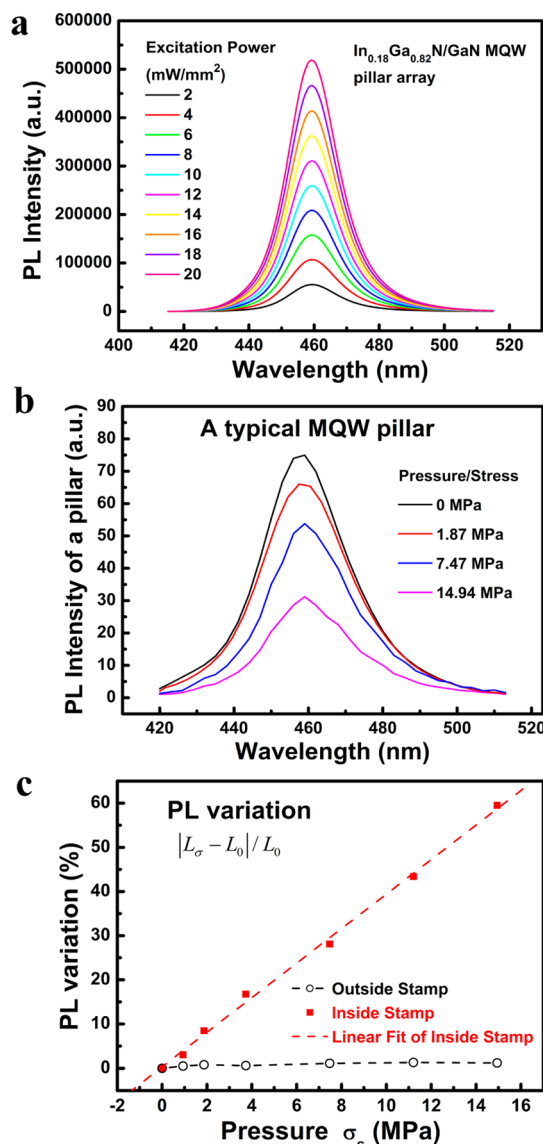 a
Excitation Power
(mW/mm²)
2
4
6
8
10
12
14
16
18
20
In₀.₁₈Ga₀.₈₂N/GaN MQW
pillar array
600000
500000
400000
300000
200000
100000
0
PL Intensity (a.u.)
400 420 440 460 480 500 520
Wavelength (nm)
b
A typical MQW pillar
Pressure/Stress
0 MPa
1.87 MPa
7.47 MPa
14.94 MPa
90
80
70
60
50
40
30
20
10
0
PL Intensity of a pillar (a.u.)
420 440 460 480 500 520
Wavelength (nm)
c
PL variation
|Lσ − L₀| / L₀
60
50
40
30
20
10
0
PL variation (%)
Outside Stamp
Inside Stamp
Linear Fit of Inside Stamp
-2 0 2 4 6 8 10 12 14 16
Pressure σₛ (MPa)